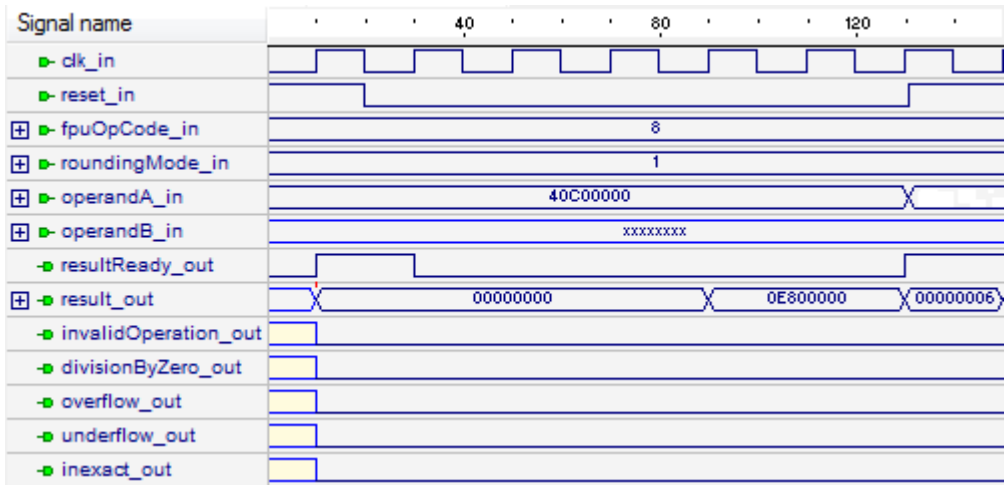 Signal name 40 80 120
clk_in
reset_in
fpuOpCode_in 8
roundingMode_in 1
operandA_in 40C00000
operandB_in xxxxxxxx
resultReady_out
result_out 00000000 0E800000 00000006
invalidOperation_out
divisionByZero_out
overflow_out
underflow_out
inexact_out